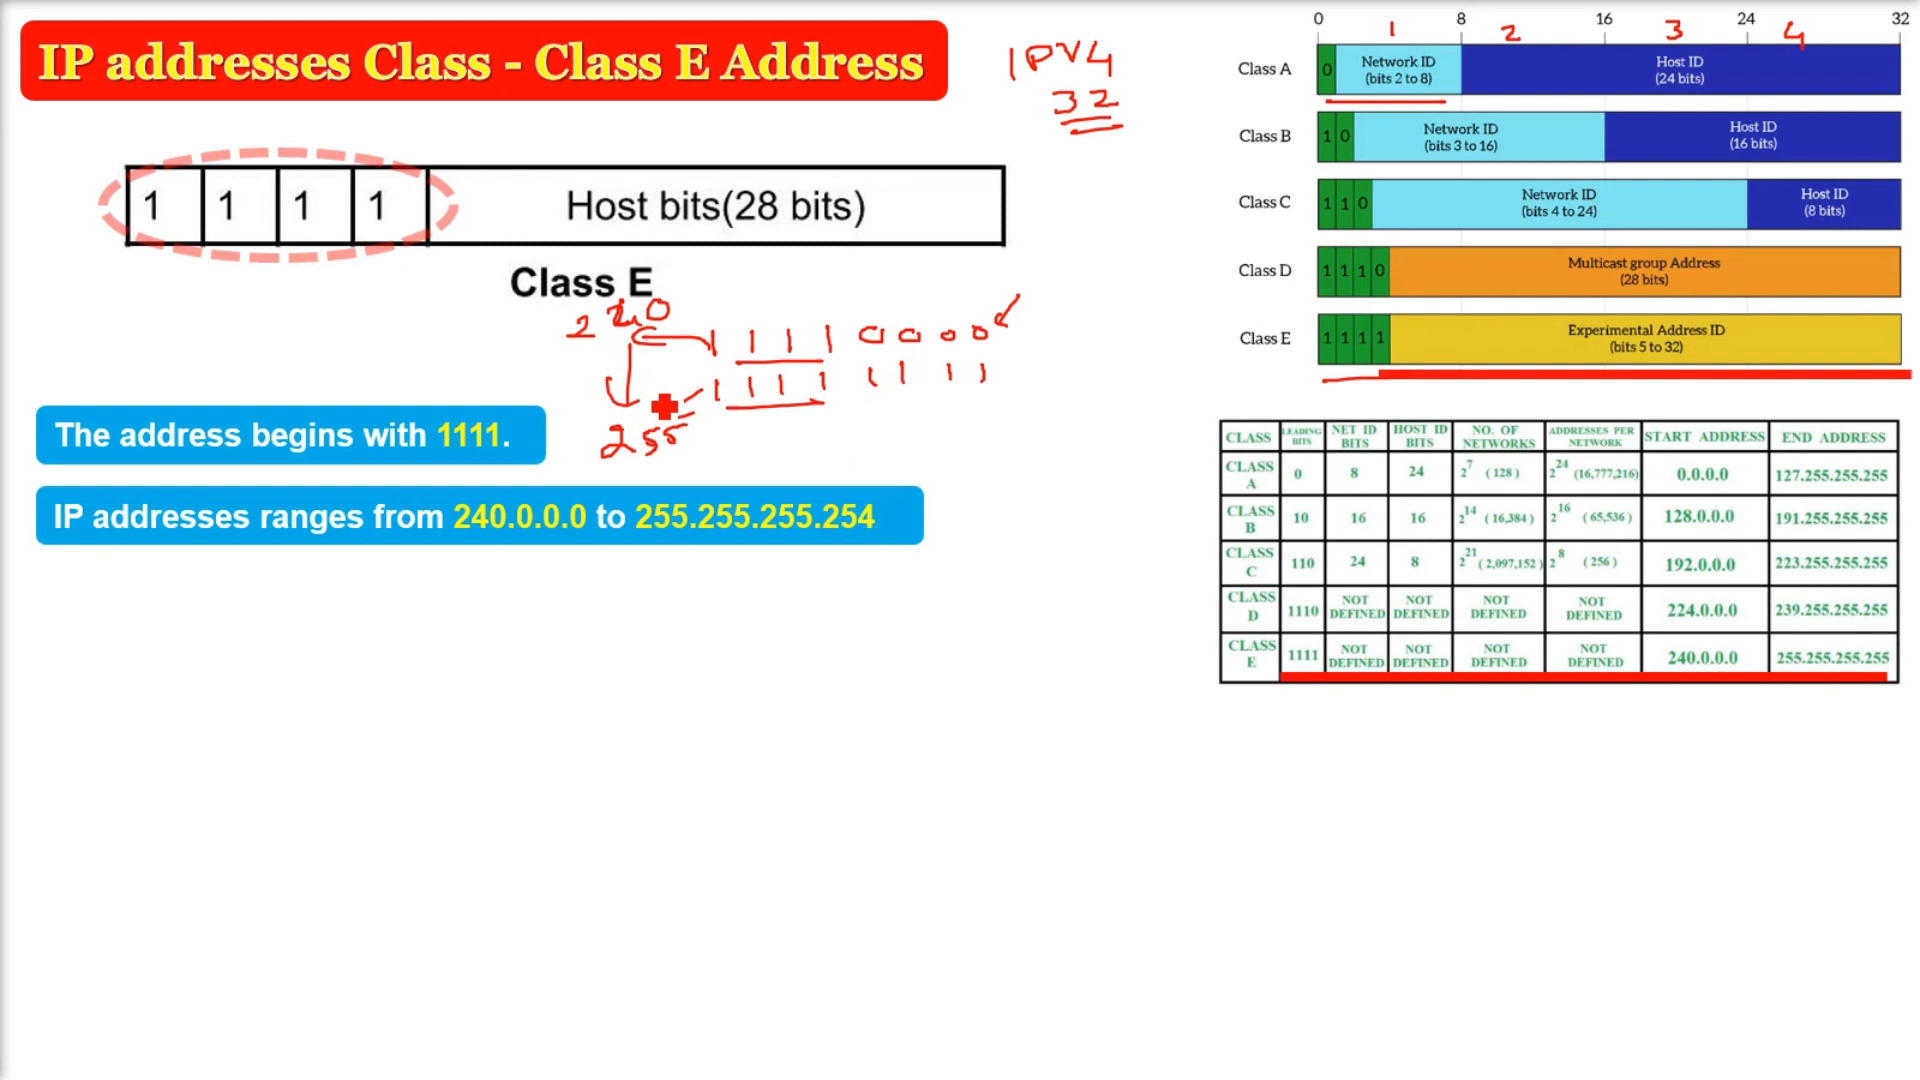 IP addresses Class - Class E Address
IPV4
32
1 1 1 1 Host bits(28 bits)
Class E
240 1 1 1 1 0 0 0 0
1 1 1 1 1 1 1 1
255
The address begins with 1111.
IP addresses ranges from 240.0.0.0 to 255.255.255.254
0 8 16 24 32
1 2 3 4
Class A 0 Network ID (bits 2 to 8) Host ID (24 bits)
Class B 1 0 Network ID (bits 3 to 16) Host ID (16 bits)
Class C 1 1 0 Network ID (bits 4 to 24) Host ID (8 bits)
Class D 1 1 1 0 Multicast group Address (28 bits)
Class E 1 1 1 1 Experimental Address ID (bits 5 to 32)
CLASS LEADING BITS NET ID BITS HOST ID BITS NO. OF NETWORKS ADDRESSES PER NETWORK START ADDRESS END ADDRESS
CLASS A 0 8 24 2^7 (128) 2^24 (16,777,216) 0.0.0.0 127.255.255.255
CLASS B 10 16 16 2^14 (16,384) 2^16 (65,536) 128.0.0.0 191.255.255.255
CLASS C 110 24 8 2^21 (2,097,152) 2^8 (256) 192.0.0.0 223.255.255.255
CLASS D 1110 NOT DEFINED NOT DEFINED NOT DEFINED NOT DEFINED 224.0.0.0 239.255.255.255
CLASS E 1111 NOT DEFINED NOT DEFINED NOT DEFINED NOT DEFINED 240.0.0.0 255.255.255.255